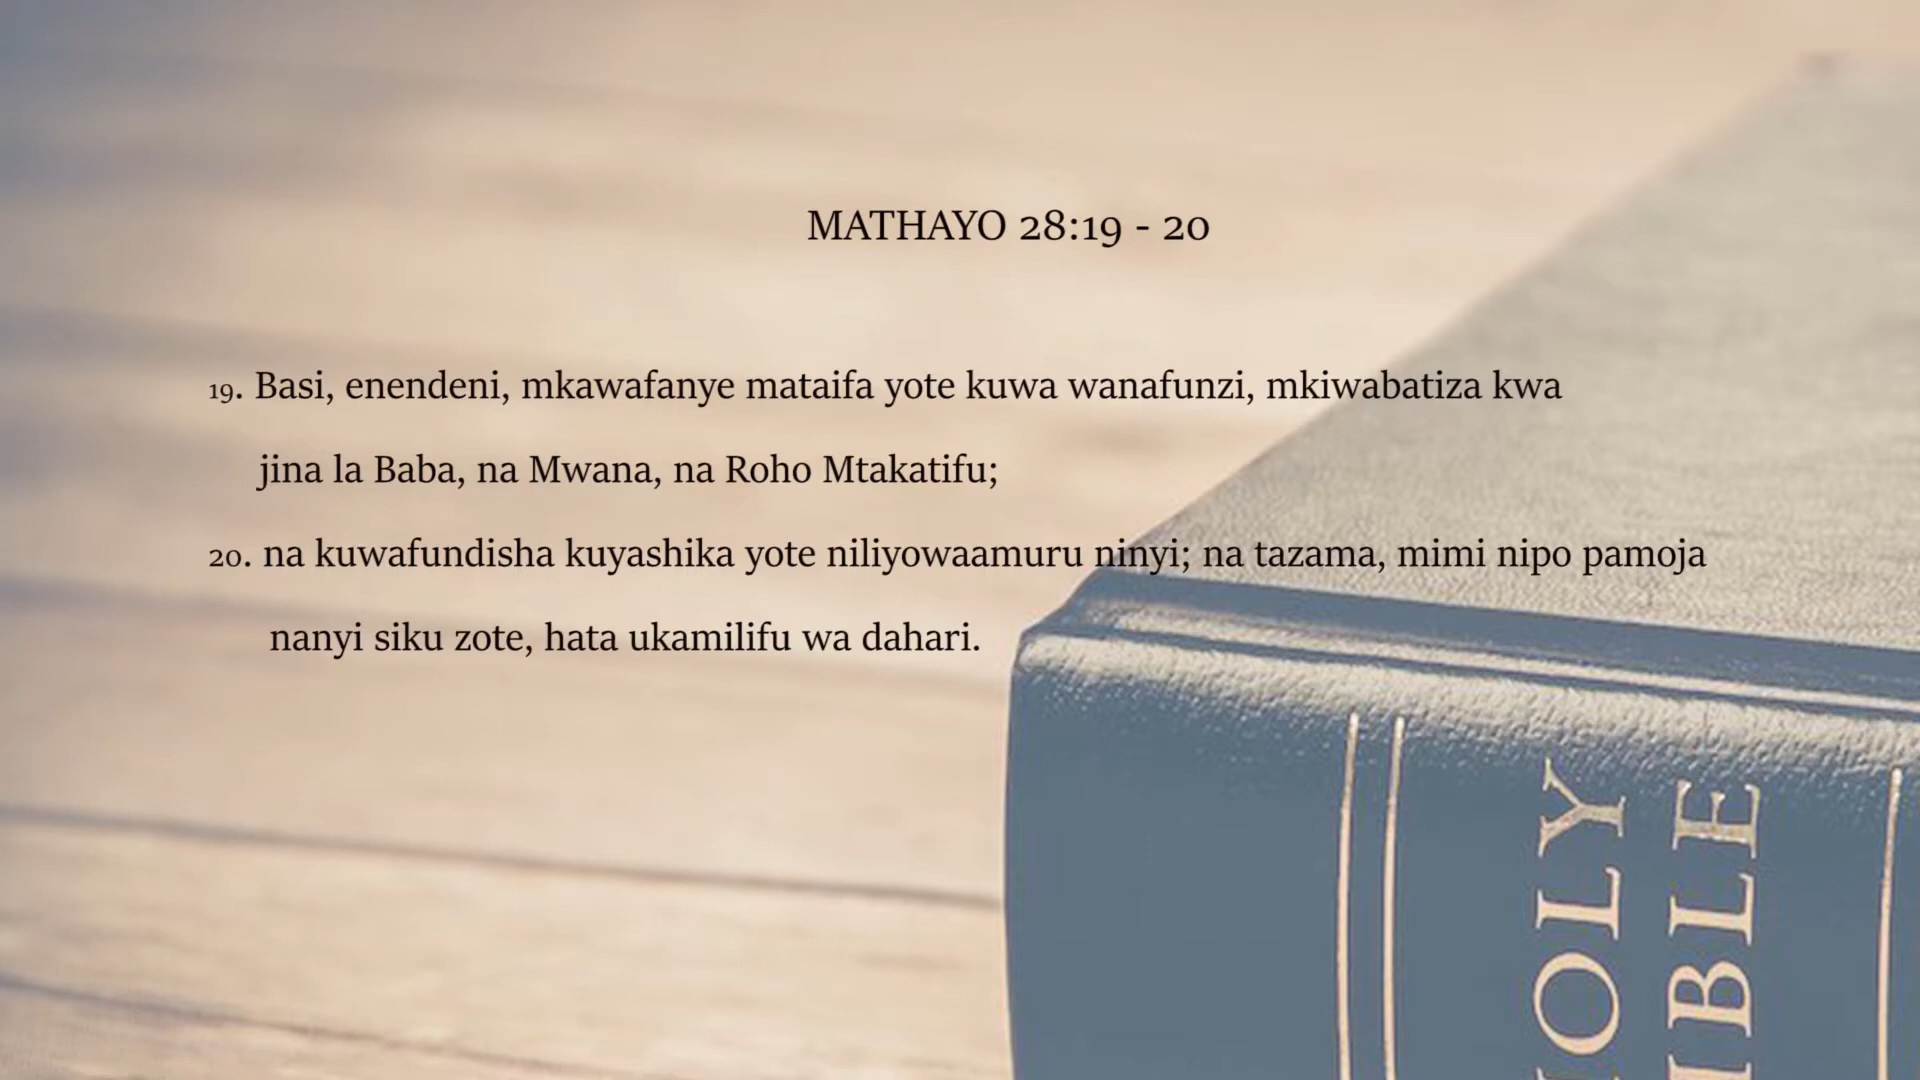 MATHAYO 28:19 - 20
19. Basi, enendeni, mkawafanye mataifa yote kuwa wanafunzi, mkiwabatiza kwa
jina la Baba, na Mwana, na Roho Mtakatifu;
20. na kuwafundisha kuyashika yote niliyowaamuru ninyi; na tazama, mimi nipo pamoja
nanyi siku zote, hata ukamilifu wa dahari.
HOLY
BIBLE